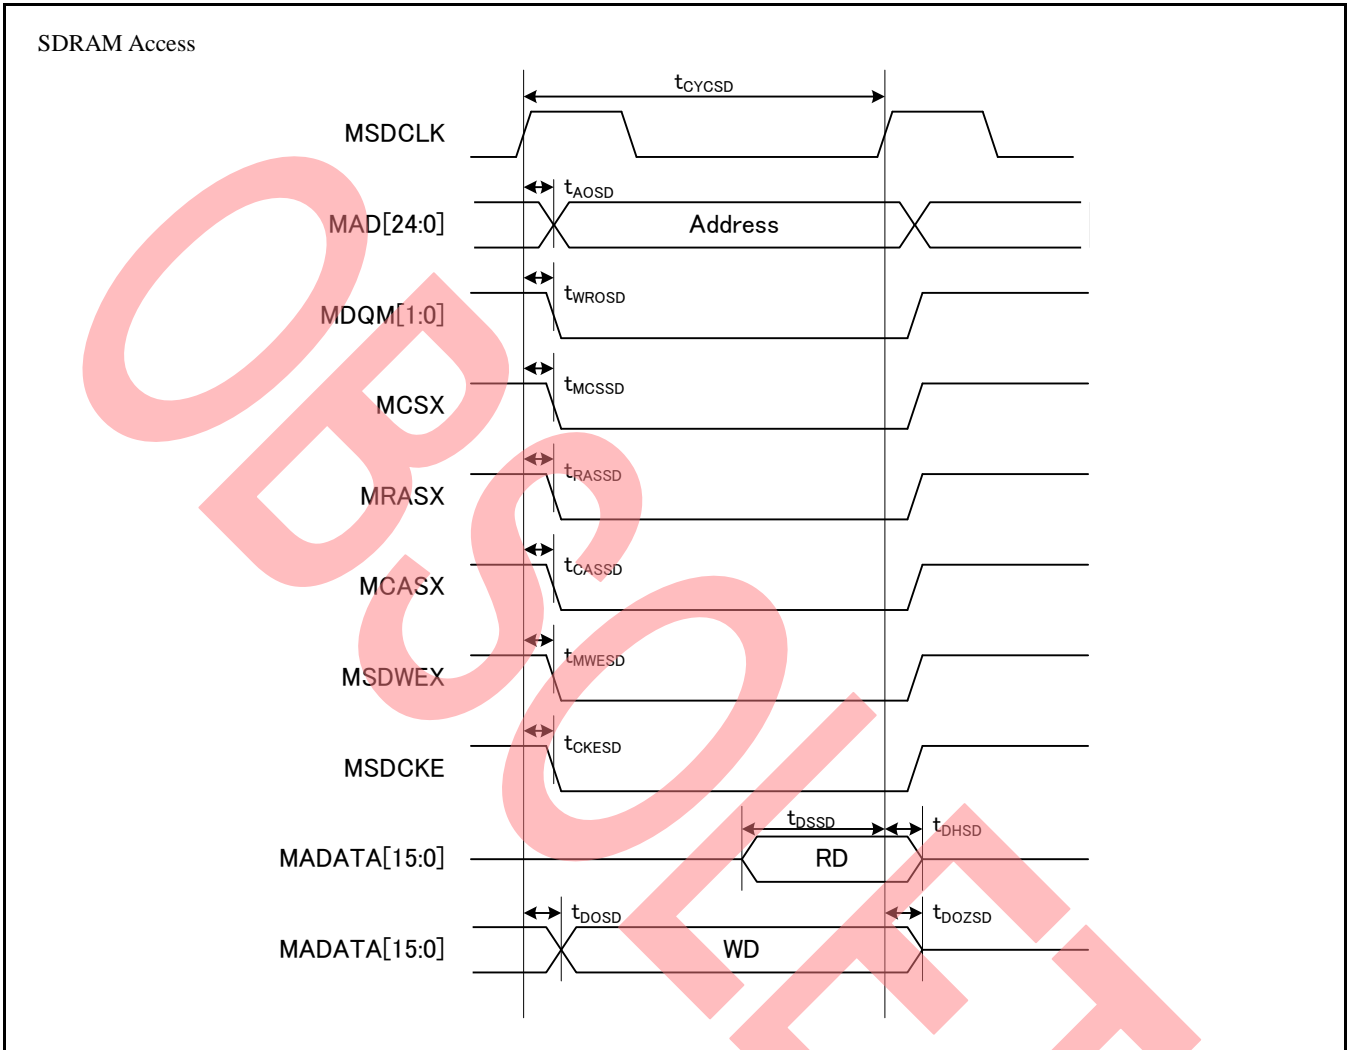 SDRAM Access
tCYCSD
MSDCLK
tAOSD
MAD[24:0]
Address
tWROSD
MDQM[1:0]
tMCSSD
MCSX
tRASSD
MRASX
tCASSD
MCASX
tMWESD
MSDWEX
tCKESD
MSDCKE
tDSSD
tDHSD
MADATA[15:0]
RD
tDOSD
tDOZSD
MADATA[15:0]
WD
OBSOLET